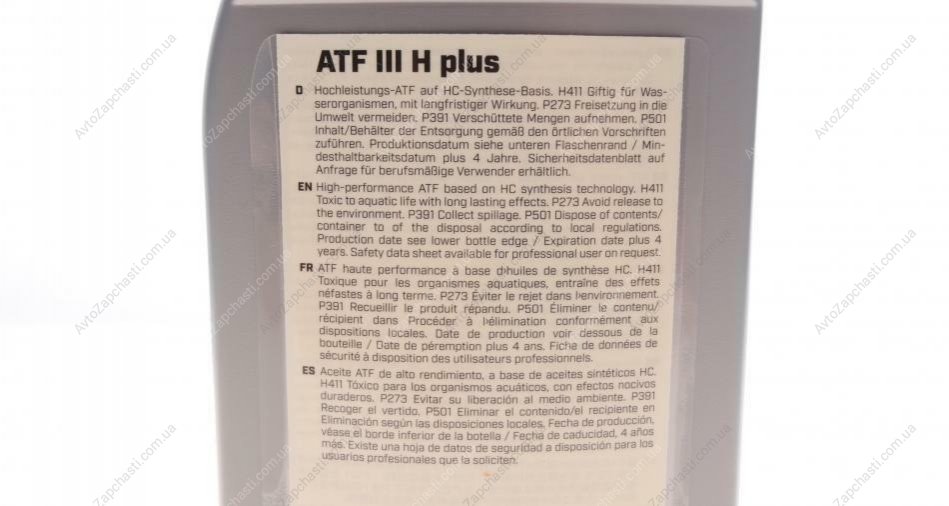 ATF III H plus
D Hochleistungs-ATF auf HC-Synthese-Basis. H411 Giftig für Was-
serorganismen, mit langfristiger Wirkung. P273 Freisetzung in die
Umwelt vermeiden. P391 Verschüttete Mengen aufnehmen. P501
Inhalt/Behälter der Entsorgung gemäß den örtlichen Vorschriften
zuführen. Produktionsdatum siehe unteren Flaschenrand / Min-
desthaltbarkeitsdatum plus 4 Jahre. Sicherheitsdatenblatt auf
Anfrage für berufsmäßige Verwender erhältlich.
EN High-performance ATF based on HC synthesis technology. H411
Toxic to aquatic life with long lasting effects. P273 Avoid release to
the environment. P391 Collect spillage. P501 Dispose of contents/
container to of the disposal according to local regulations.
Production date see lower bottle edge / Expiration date plus 4
years. Safety data sheet available for professional user on request.
FR ATF haute performance à base d'huiles de synthèse HC. H411
Toxique pour les organismes aquatiques, entraîne des effets
néfastes à long terme. P273 Éviter le rejet dans l'environnement.
P391 Recueillir le produit répandu. P501 Éliminer le contenu/
récipient dans Procéder à l'élimination conformément aux
dispositions locales. Date de production voir dessous de la
bouteille / Date de péremption plus 4 ans. Fiche de données de
sécurité à disposition des utilisateurs professionnels.
ES Aceite ATF de alto rendimiento, a base de aceites sintéticos HC.
H411 Tóxico para los organismos acuáticos, con efectos nocivos
duraderos. P273 Evitar su liberación al medio ambiente. P391
Recoger el vertido. P501 Eliminar el contenido/el recipiente en
Eliminación según las disposiciones locales. Fecha de producción,
véase el borde inferior de la botella / Fecha de caducidad, 4 años
más. Existe una hoja de datos de seguridad a disposición para los
usuarios profesionales que la soliciten.
AvtoZapchasti.com.ua